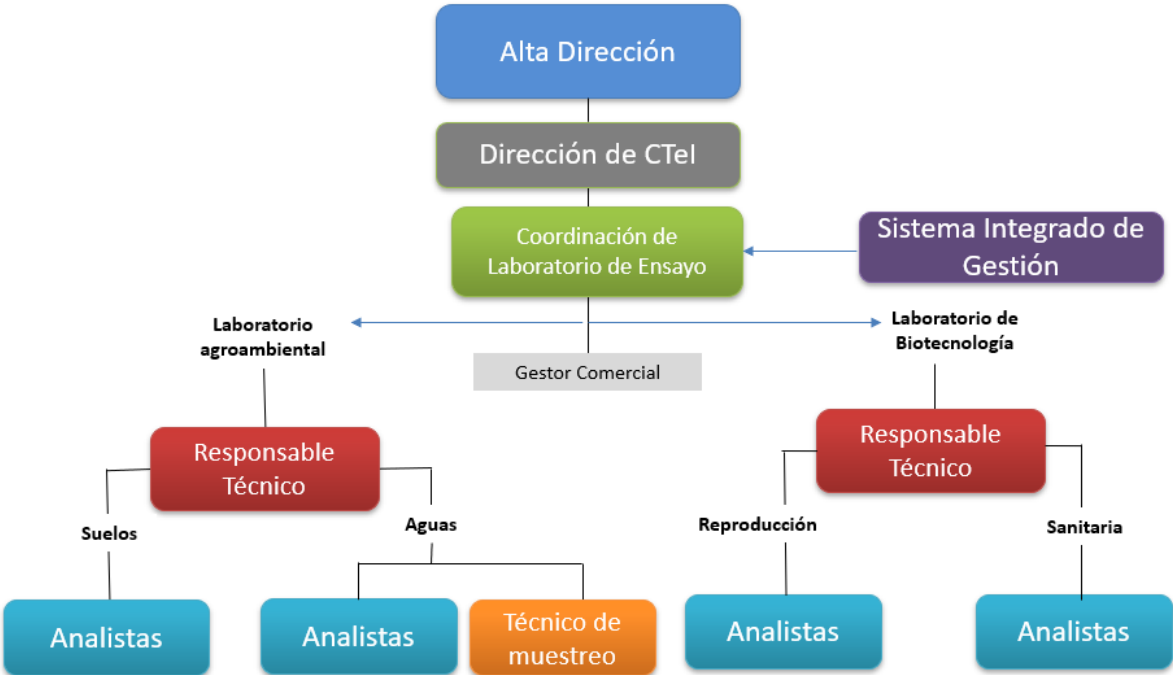 Alta Dirección
Dirección de CTeI
Coordinación de
Laboratorio de Ensayo
Sistema Integrado de
Gestión
Laboratorio
agroambiental
Laboratorio de
Biotecnología
Gestor Comercial
Responsable
Técnico
Responsable
Técnico
Suelos
Aguas
Reproducción
Sanitaria
Analistas
Analistas
Técnico de
muestreo
Analistas
Analistas